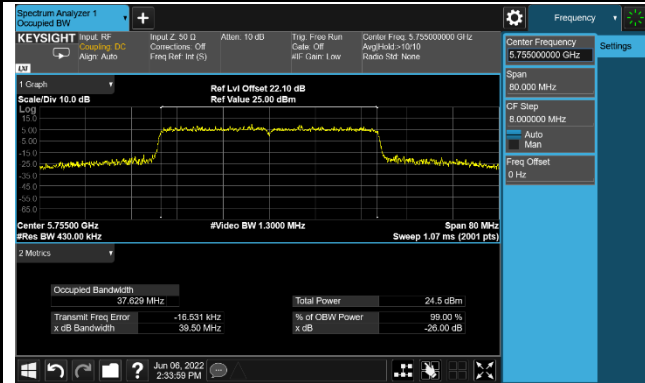 Spectrum Analyzer 1
Occupied BW
+
Frequency
KEYSIGHT
Input: RF
Coupling: DC
Align: Auto
Input Z: 50 Ω
Corrections: Off
Freq Ref: Int (S)
Atten: 10 dB
Trig: Free Run
Gate: Off
#IF Gain: Low
Center Freq: 5.755000000 GHz
Avg|Hold:>10/10
Radio Std: None
LXI
Center Frequency
5.755000000 GHz
Settings
Span
80.000 MHz
CF Step
8.000000 MHz
Auto
Man
Freq Offset
0 Hz
1 Graph
Scale/Div 10.0 dB
Ref Lvl Offset 22.10 dB
Ref Value 25.00 dBm
Log
15.0
5.00
-5.00
-15.0
-25.0
-35.0
-45.0
-55.0
-65.0
Center 5.75500 GHz
#Res BW 430.00 kHz
#Video BW 1.3000 MHz
Span 80 MHz
Sweep 1.07 ms (2001 pts)
2 Metrics
Occupied Bandwidth
37.629 MHz
Total Power
24.5 dBm
Transmit Freq Error
-16.531 kHz
% of OBW Power
99.00 %
x dB Bandwidth
39.50 MHz
x dB
-26.00 dB
?
Jun 06, 2022
2:33:59 PM